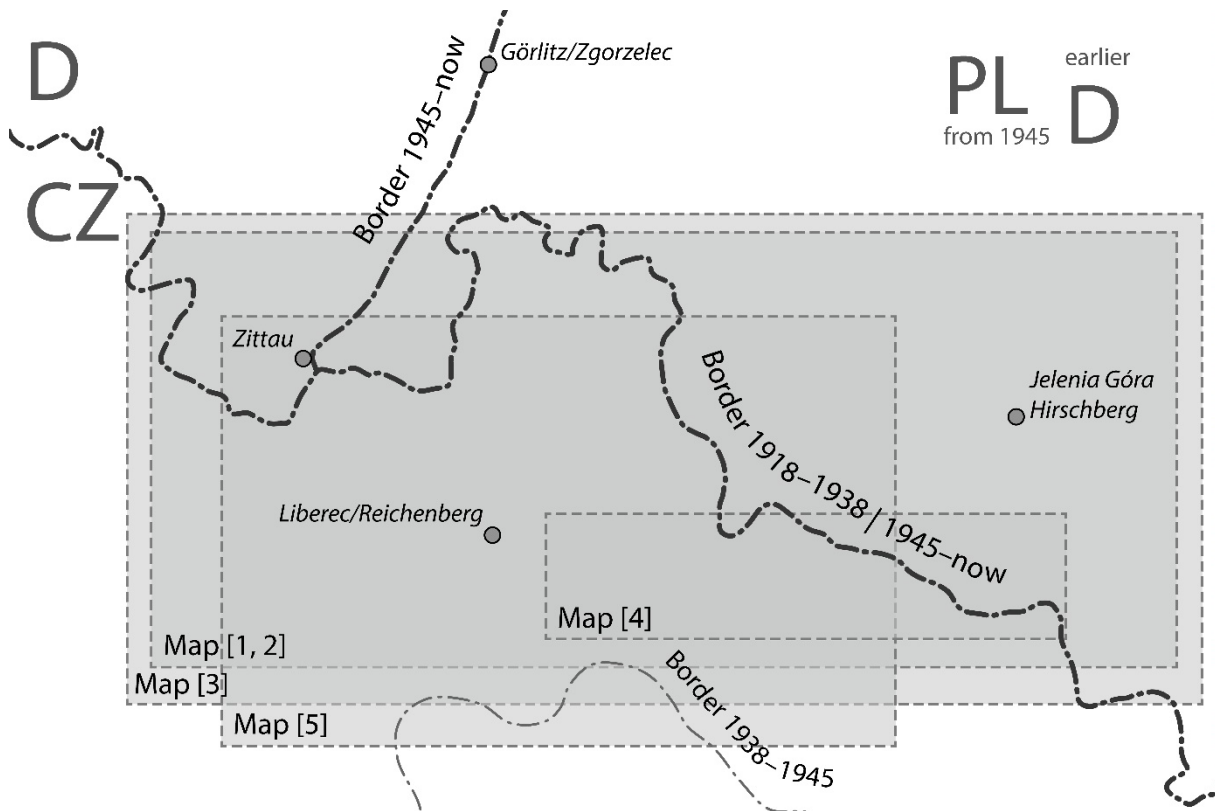 D
Görlitz/Zgorzelec
Border 1945–now
PL
from 1945
earlier
D
CZ
Zittau
Jelenia Góra
Hirschberg
Border 1918–1938 / 1945–now
Liberec/Reichenberg
Map [4]
Map [1, 2]
Map [3]
Map [5]
Border 1938–1945